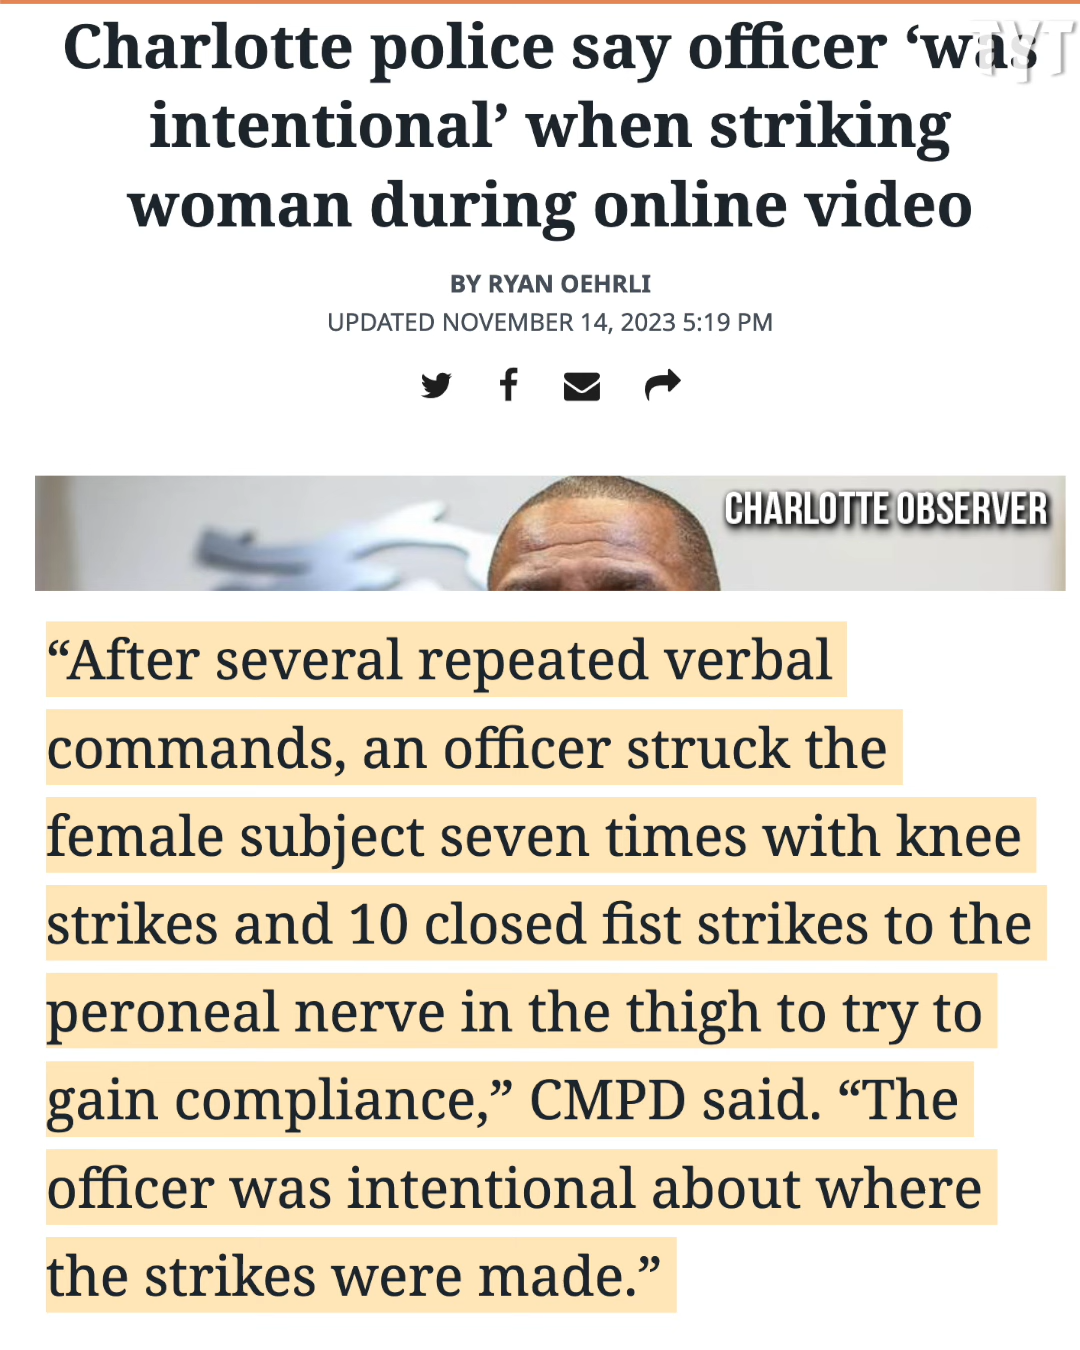 TYT
Charlotte police say officer ‘was
intentional’ when striking
woman during online video
BY RYAN OEHRLI
UPDATED NOVEMBER 14, 2023 5:19 PM
CHARLOTTE OBSERVER
“After several repeated verbal
commands, an officer struck the
female subject seven times with knee
strikes and 10 closed fist strikes to the
peroneal nerve in the thigh to try to
gain compliance,” CMPD said. “The
officer was intentional about where
the strikes were made.”